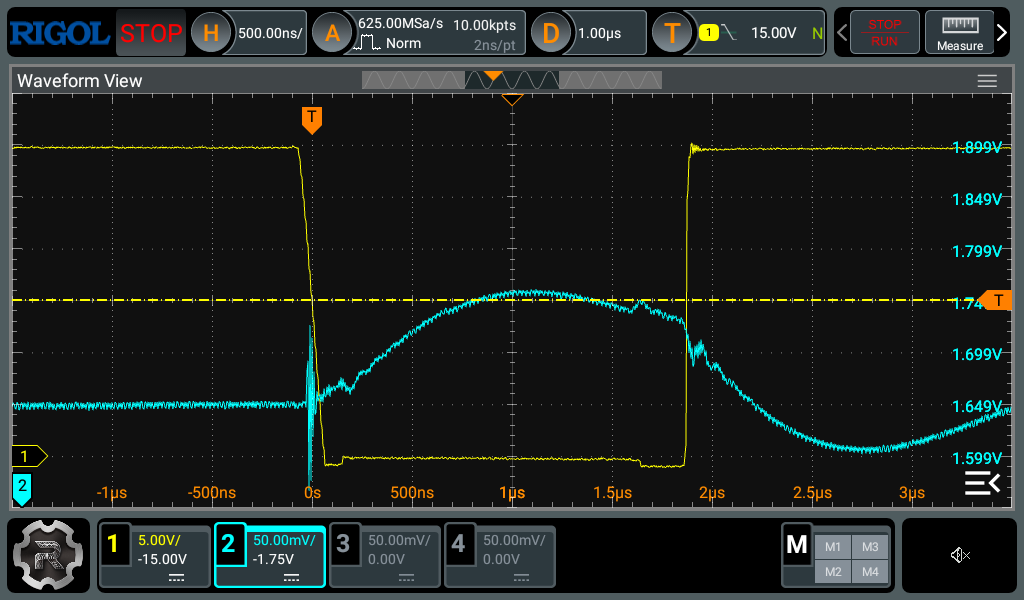 RIGOL STOP H 500.00ns/ A 625.00MSa/s 10.00kpts D 1.00µs T 1 15.00V N STOP
Norm 2ns/pt RUN Measure
Waveform View
T
1.899V
1.849V
1.799V
T
1.699V
1.649V
1 1.599V
2
-1µs -500ns 0s 500ns 1µs 1.5µs 2µs 2.5µs 3µs
1 5.00V/ 2 50.00mV/ 3 50.00mV/ 4 50.00mV/ M M1 M3
-15.00V -1.75V 0.00V 0.00V M2 M4
R